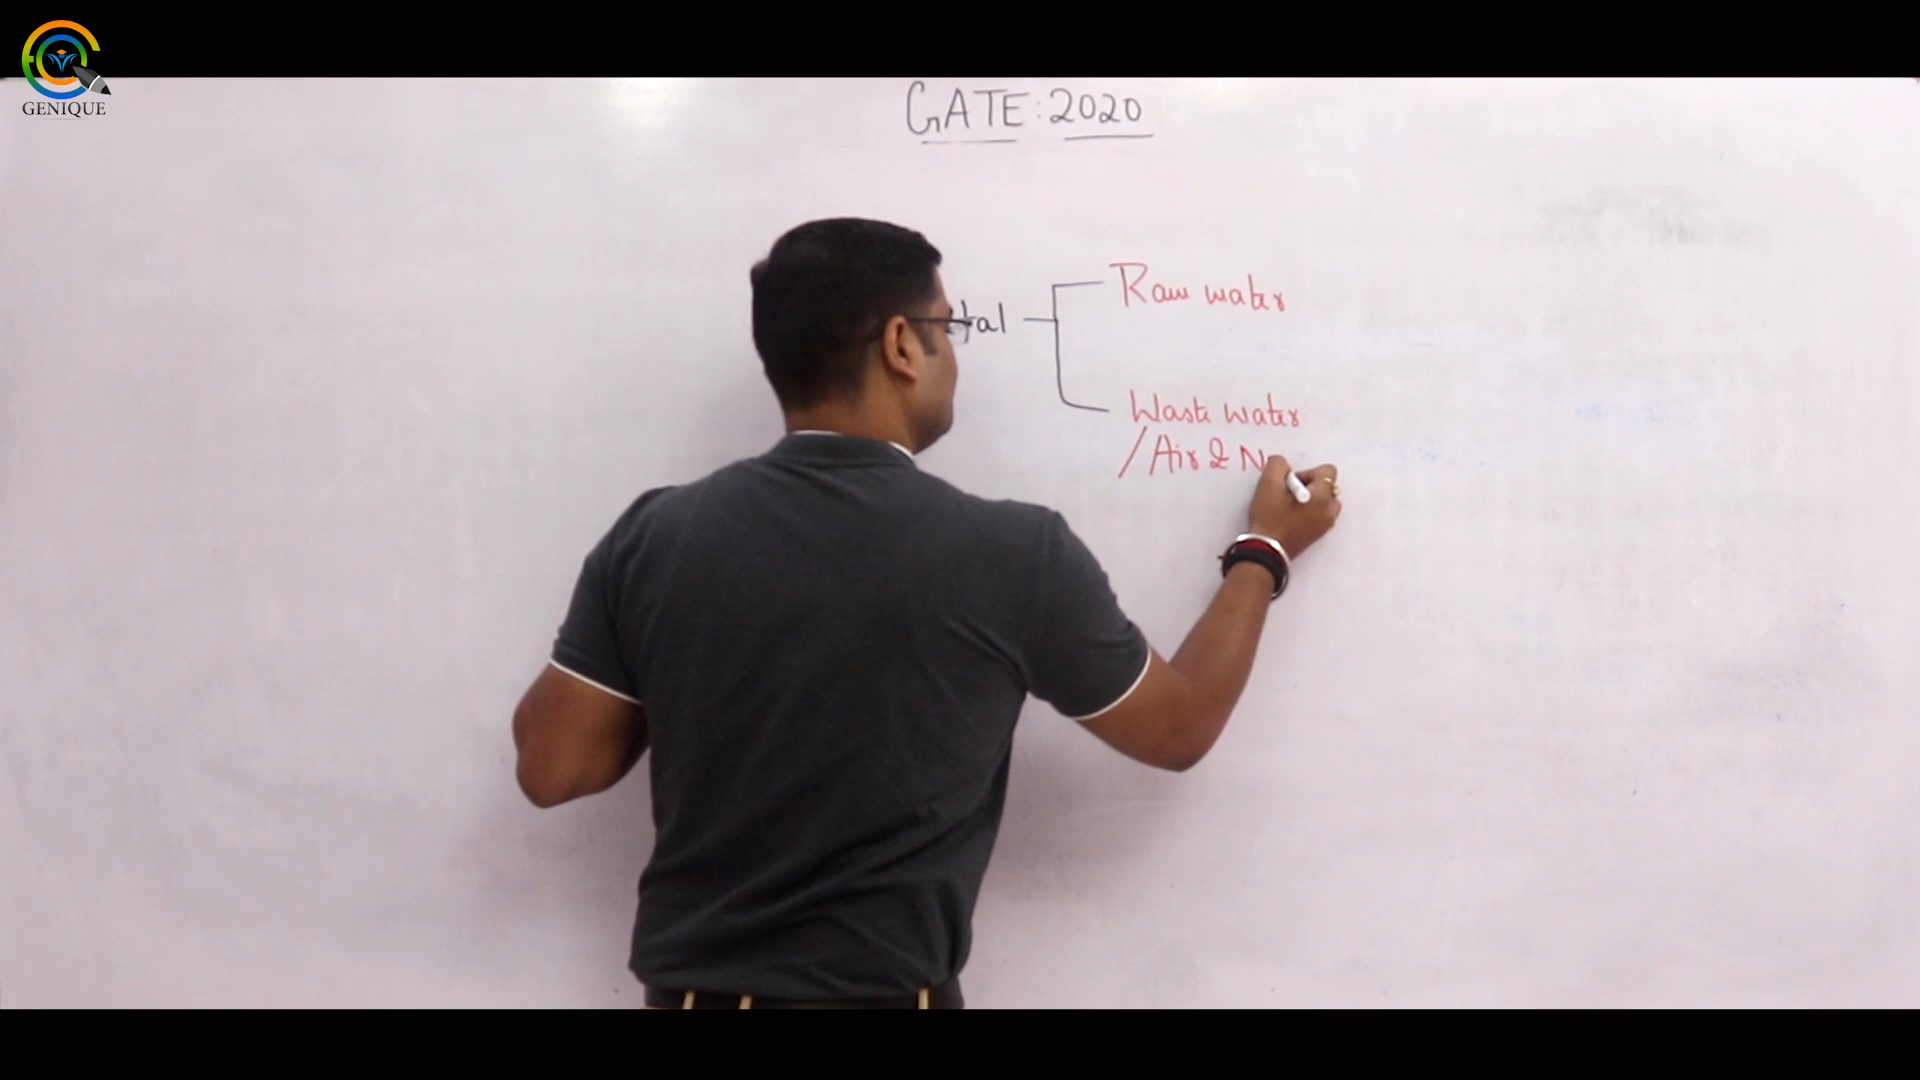 GENIQUE
GATE: 2020
Raw water
Waste water
/Air &